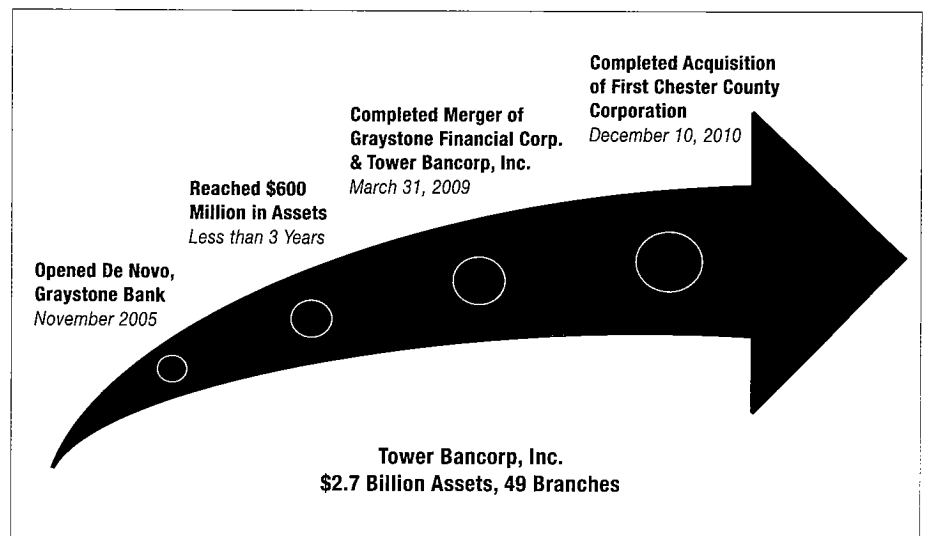 Opened De Novo,
Graystone Bank
November 2005
Reached $600
Million in Assets
Less than 3 Years
Completed Merger of
Graystone Financial Corp.
& Tower Bancorp, Inc.
March 31, 2009
Completed Acquisition
of First Chester County
Corporation
December 10, 2010
Tower Bancorp, Inc.
$2.7 Billion Assets, 49 Branches